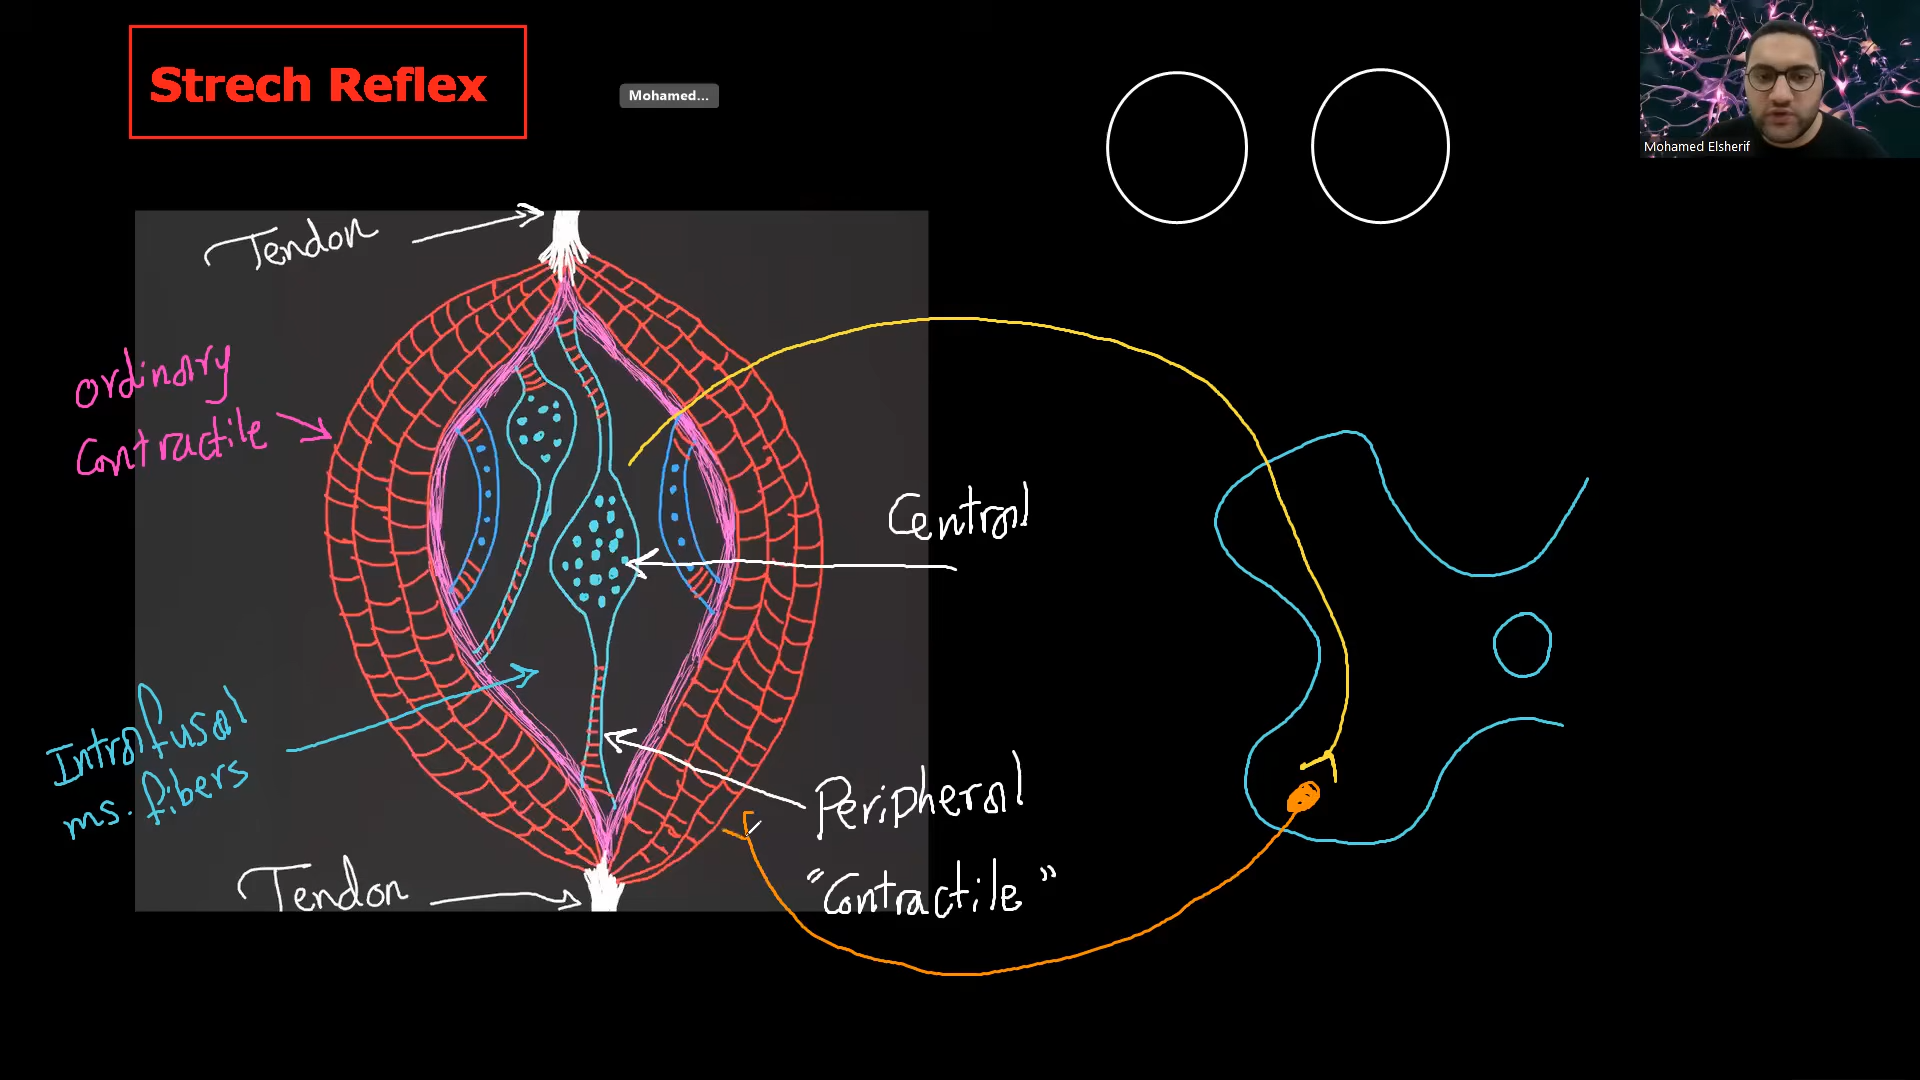 Strech Reflex
Mohamed...
Mohamed Elsherif
Tendon
ordinary
Contractile
Central
Intrafusal
ms. fibers
Peripheral
"Contractile"
Tendon